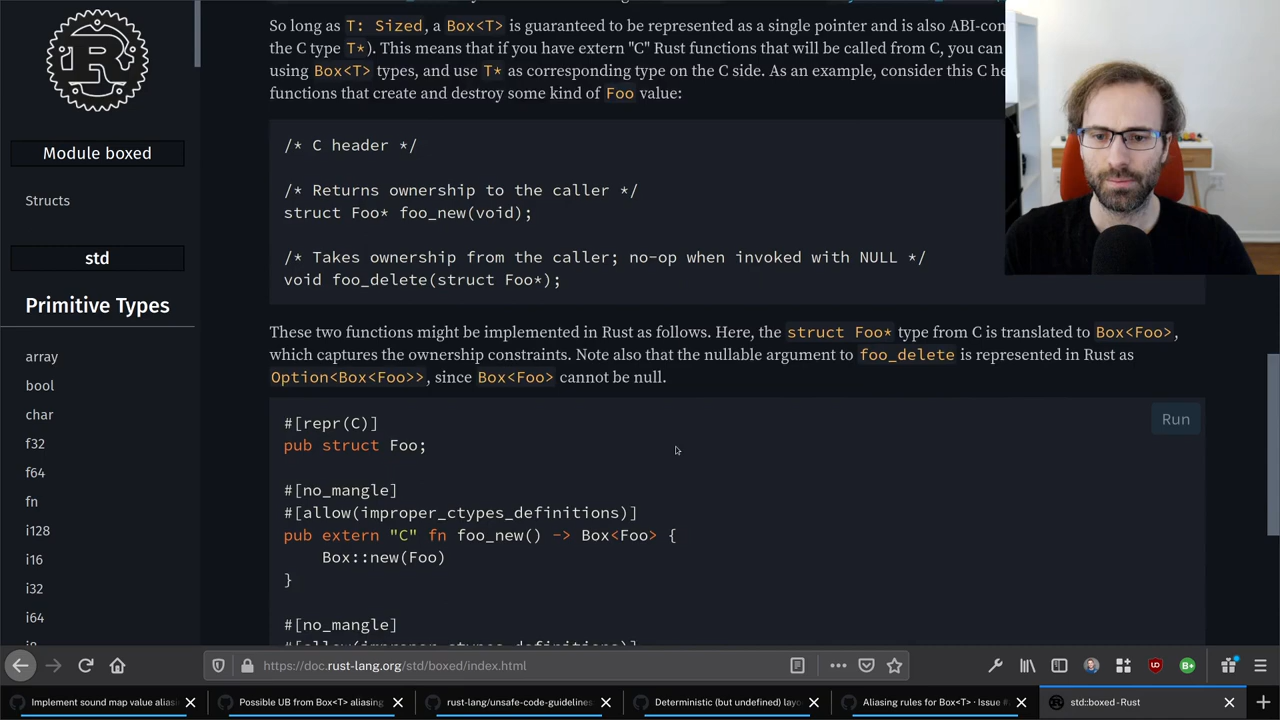 So long as T: Sized, a Box<T> is guaranteed to be represented as a single pointer and is also ABI-com
the C type T*). This means that if you have extern "C" Rust functions that will be called from C, you can
using Box<T> types, and use T* as corresponding type on the C side. As an example, consider this C he
functions that create and destroy some kind of Foo value:
/* C header */
/* Returns ownership to the caller */
struct Foo* foo_new(void);
/* Takes ownership from the caller; no-op when invoked with NULL */
void foo_delete(struct Foo*);
These two functions might be implemented in Rust as follows. Here, the struct Foo* type from C is translated to Box<Foo>,
which captures the ownership constraints. Note also that the nullable argument to foo_delete is represented in Rust as
Option<Box<Foo>>, since Box<Foo> cannot be null.
Run
#[repr(C)]
pub struct Foo;
#[no_mangle]
#[allow(improper_ctypes_definitions)]
pub extern "C" fn foo_new() -> Box<Foo> {
Box::new(Foo)
}
#[no_mangle]
#[allow(improper_ctypes_definitions)]
R
Module boxed
Structs
std
Primitive Types
array
bool
char
f32
f64
fn
i128
i16
i32
i64
i8
https://doc.rust-lang.org/std/boxed/index.html
Implement sound map value alias
Possible UB from Box<T> aliasing
rust-lang/unsafe-code-guidelines
Deterministic (but undefined) layo
Aliasing rules for Box<T> · Issue #
std::boxed - Rust